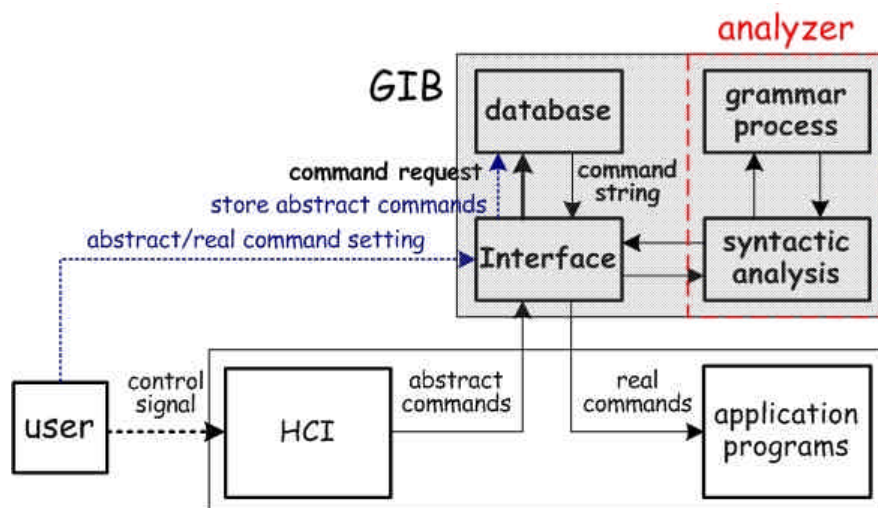 analyzer
GIB
database
grammar
process
command request
command
string
store abstract commands
abstract/real command setting
Interface
syntactic
analysis
user
control
signal
HCI
abstract
commands
real
commands
application
programs